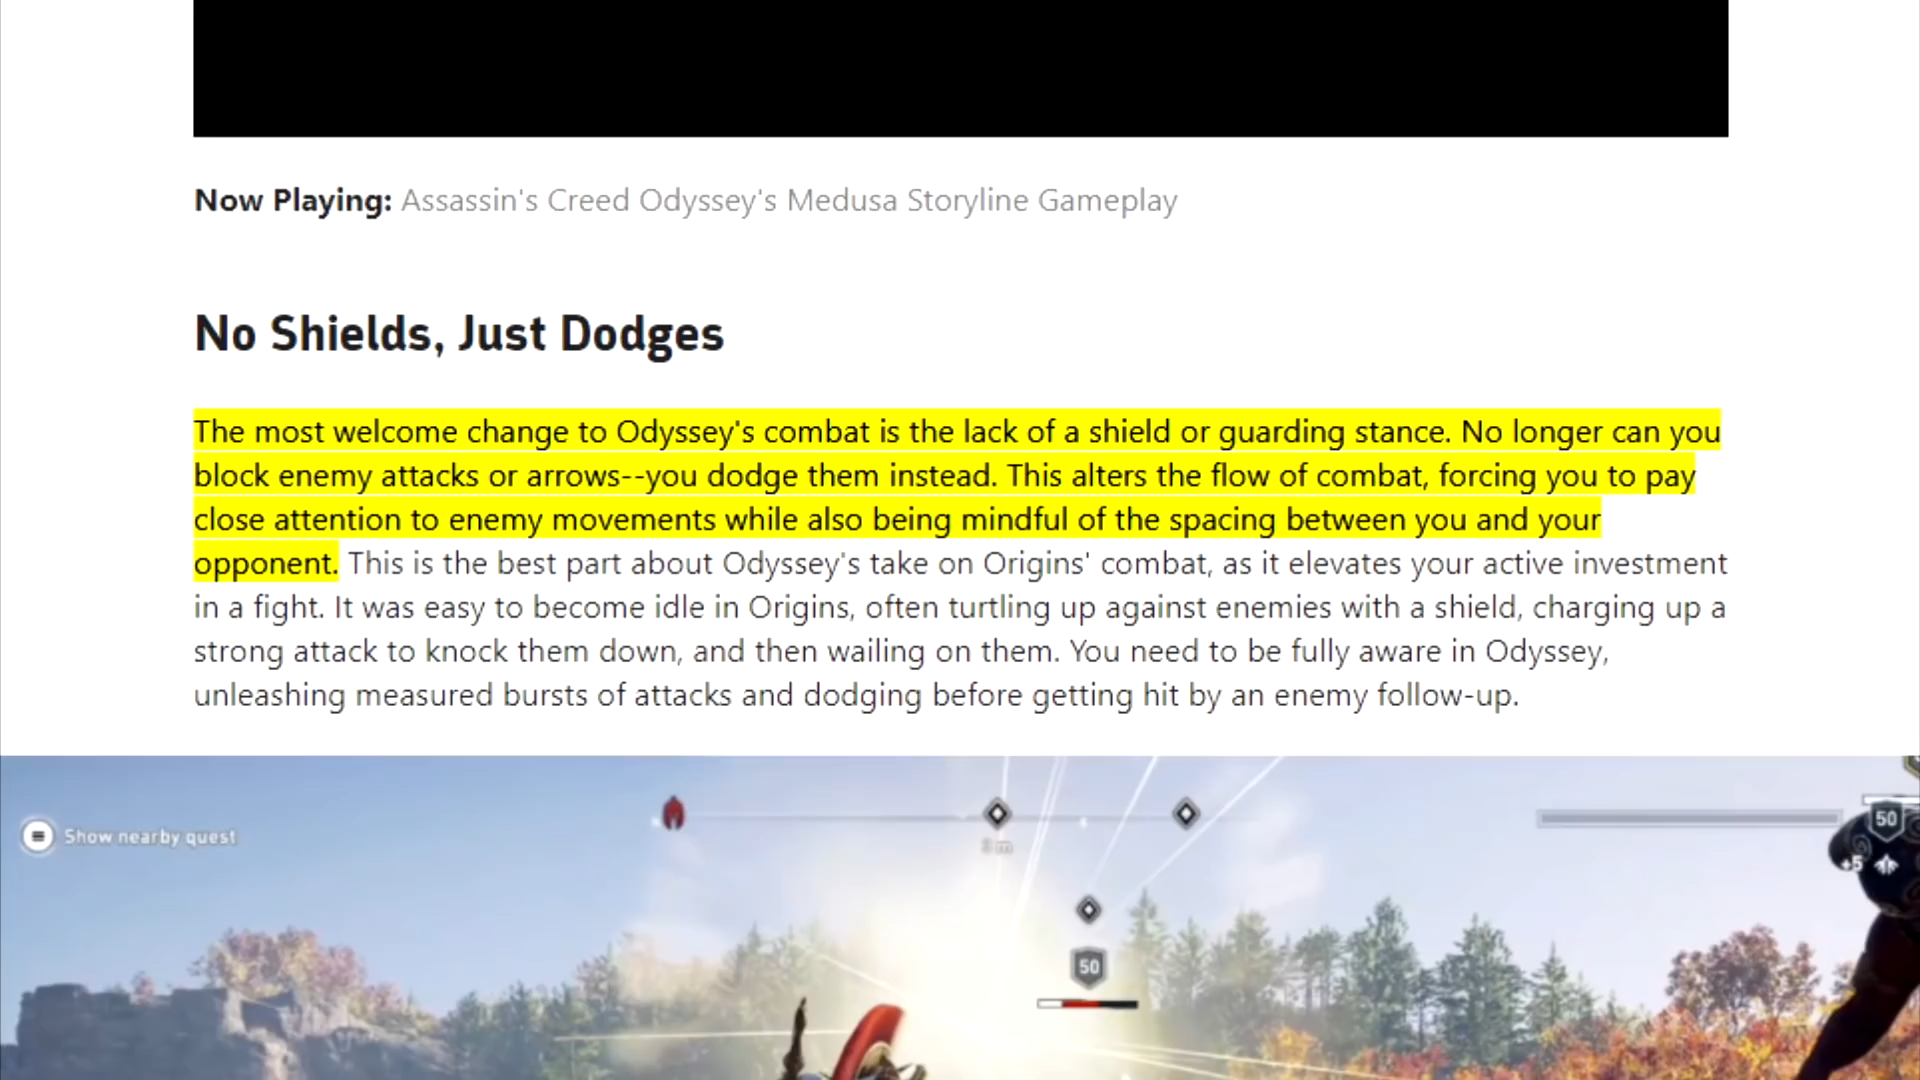 Now Playing: Assassin's Creed Odyssey's Medusa Storyline Gameplay
No Shields, Just Dodges
The most welcome change to Odyssey's combat is the lack of a shield or guarding stance. No longer can you
block enemy attacks or arrows--you dodge them instead. This alters the flow of combat, forcing you to pay
close attention to enemy movements while also being mindful of the spacing between you and your
opponent. This is the best part about Odyssey's take on Origins' combat, as it elevates your active investment
in a fight. It was easy to become idle in Origins, often turtling up against enemies with a shield, charging up a
strong attack to knock them down, and then wailing on them. You need to be fully aware in Odyssey,
unleashing measured bursts of attacks and dodging before getting hit by an enemy follow-up.
Show nearby quest
50
+5
50